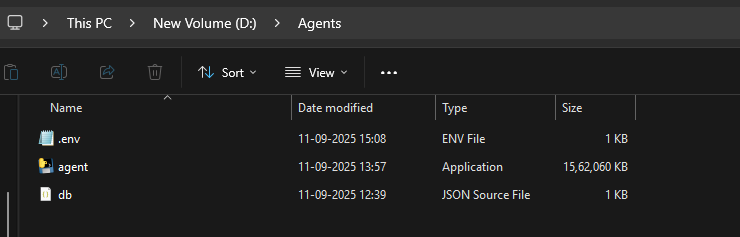 This PC > New Volume (D:) > Agents
Sort View
Name Date modified Type Size
.env 11-09-2025 15:08 ENV File 1 KB
agent 11-09-2025 13:57 Application 15,62,060 KB
db 11-09-2025 12:39 JSON Source File 1 KB